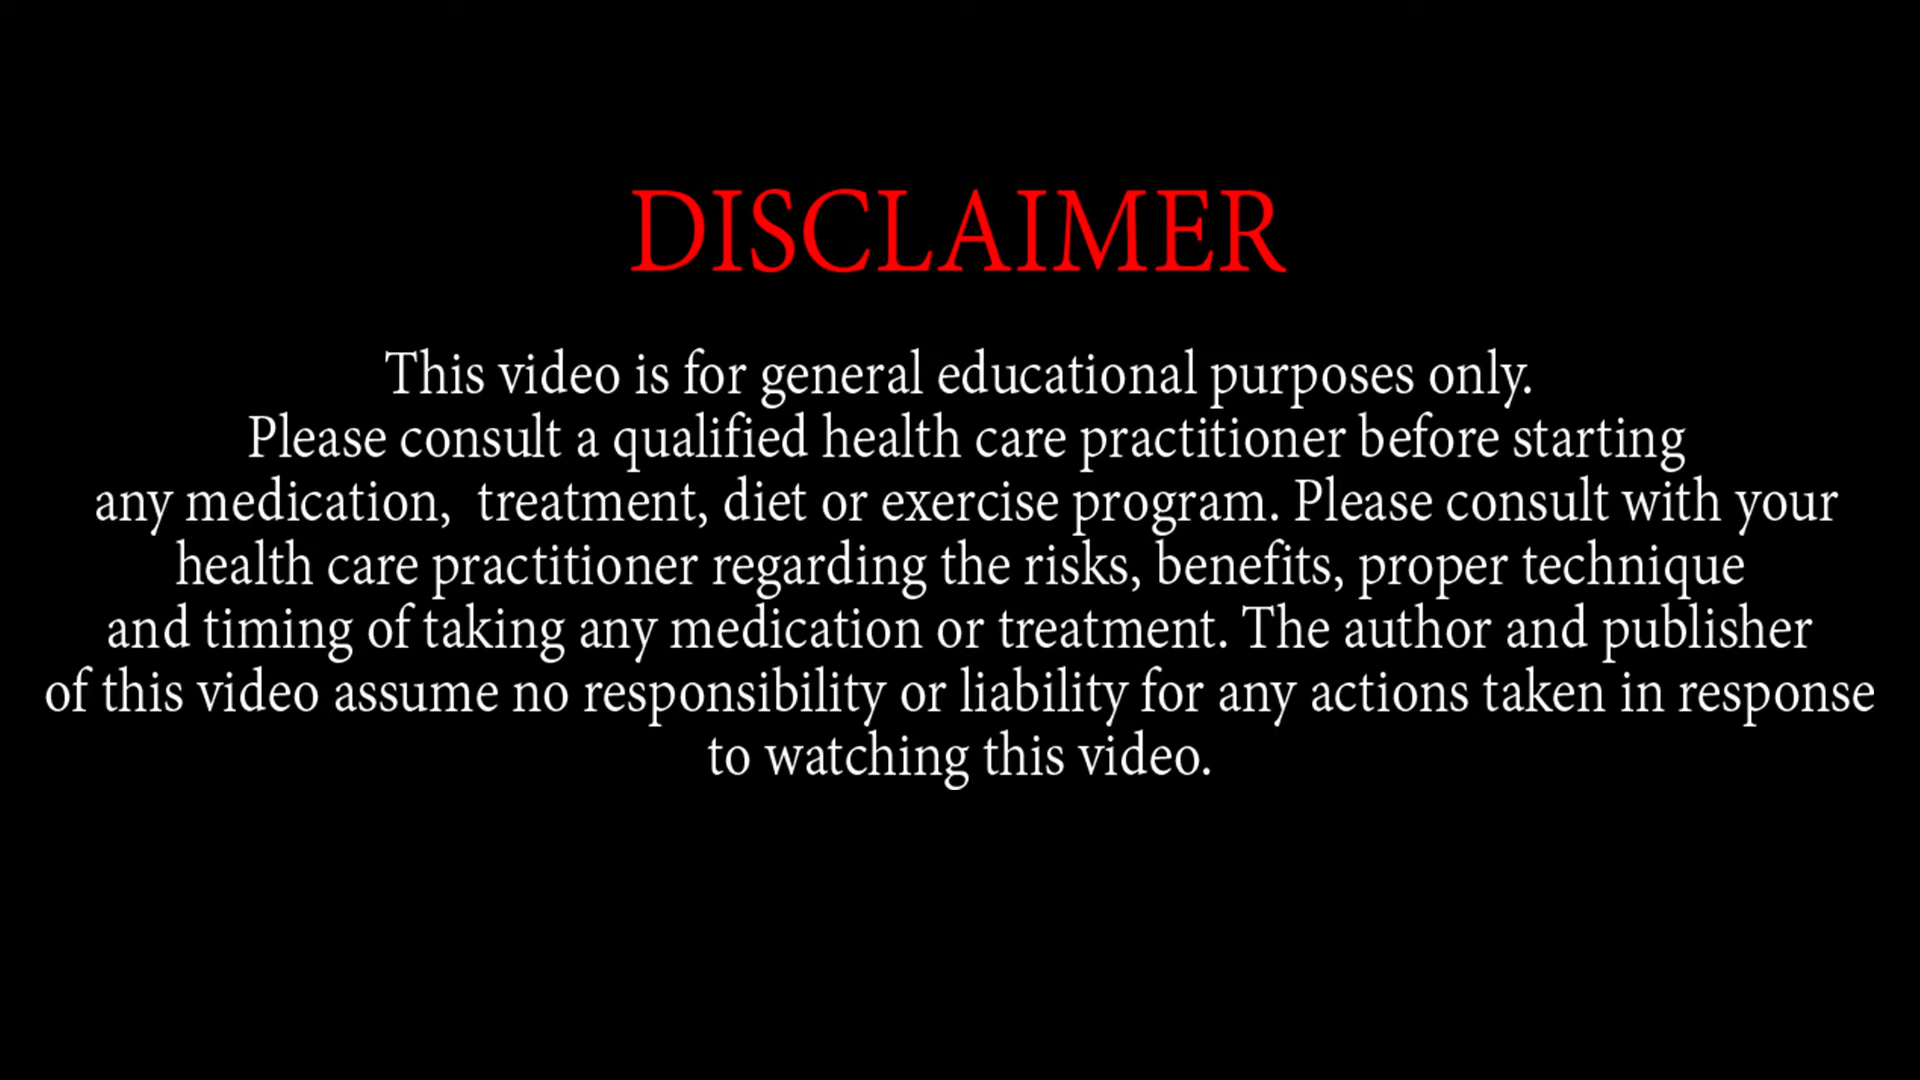 DISCLAIMER
This video is for general educational purposes only.
Please consult a qualified health care practitioner before starting
any medication,  treatment, diet or exercise program. Please consult with your
health care practitioner regarding the risks, benefits, proper technique
and timing of taking any medication or treatment. The author and publisher
of this video assume no responsibility or liability for any actions taken in response
to watching this video.